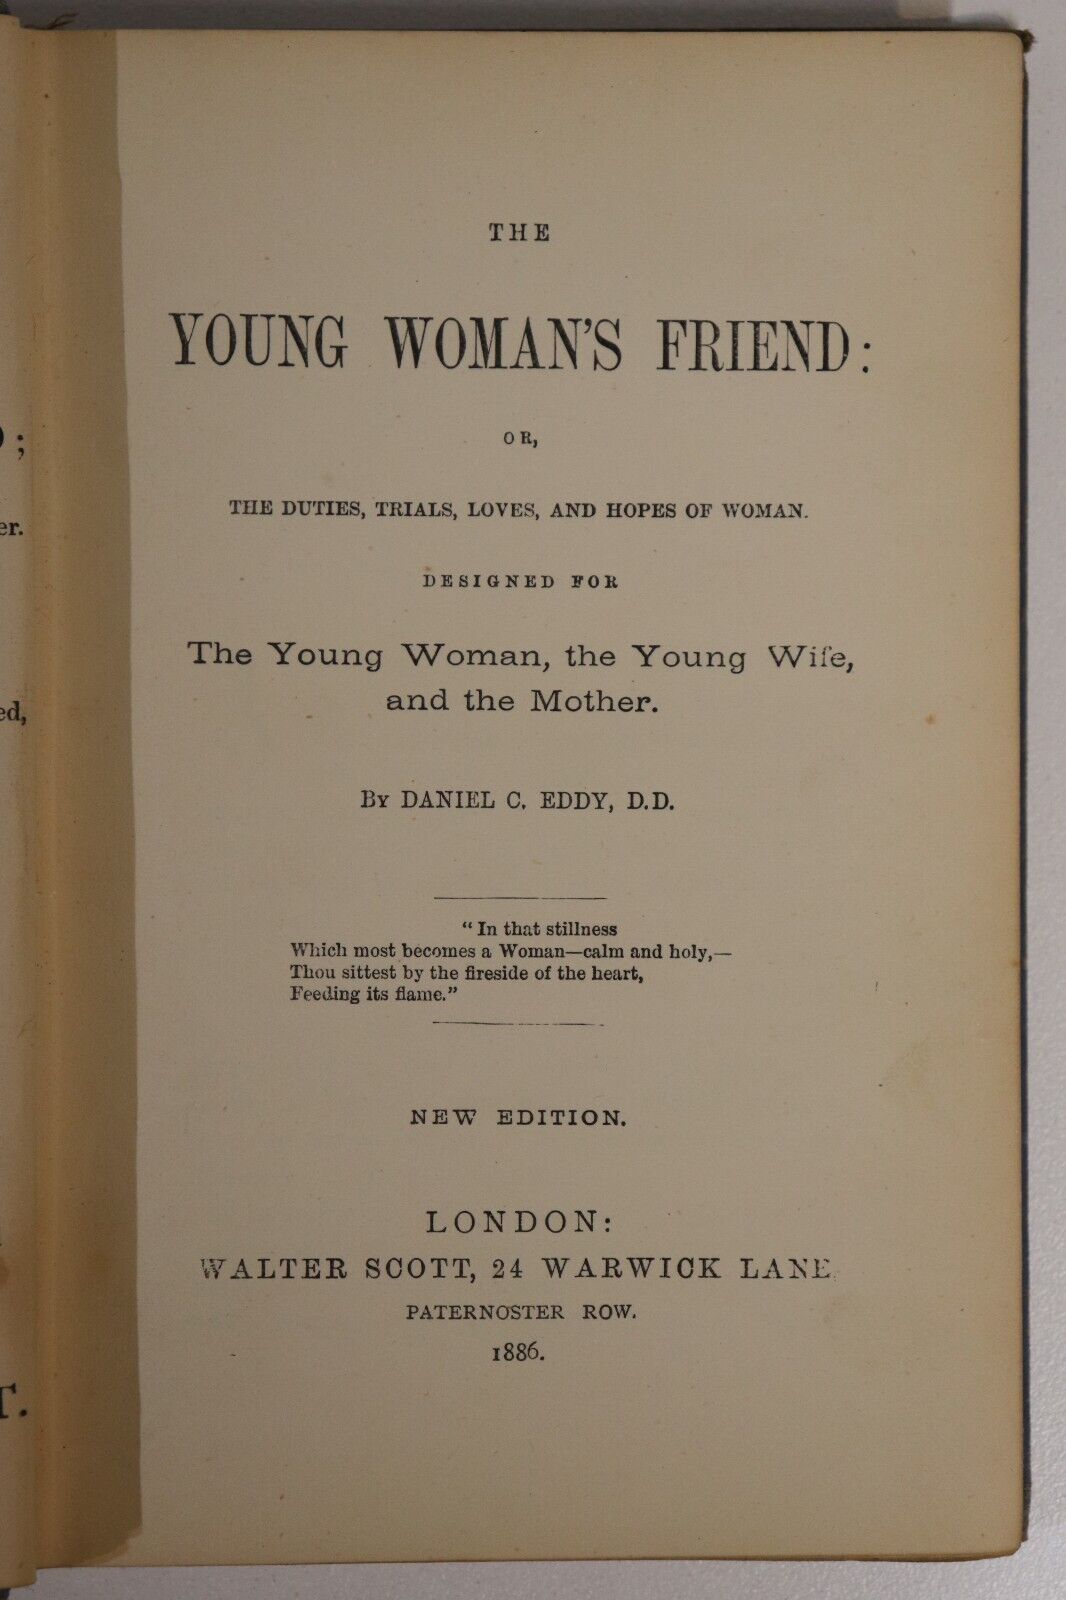 THE
YOUNG WOMAN'S FRIEND:
OR,
THE DUTIES, TRIALS, LOVES, AND HOPES OF WOMAN.
DESIGNED FOR
The Young Woman, the Young Wife,
and the Mother.
By DANIEL C. EDDY, D.D.
“In that stillness
Which most becomes a Woman—calm and holy,—
Thou sittest by the fireside of the heart,
Feeding its flame.”
NEW EDITION.
LONDON:
WALTER SCOTT, 24 WARWICK LANE,
PATERNOSTER ROW.
1886.